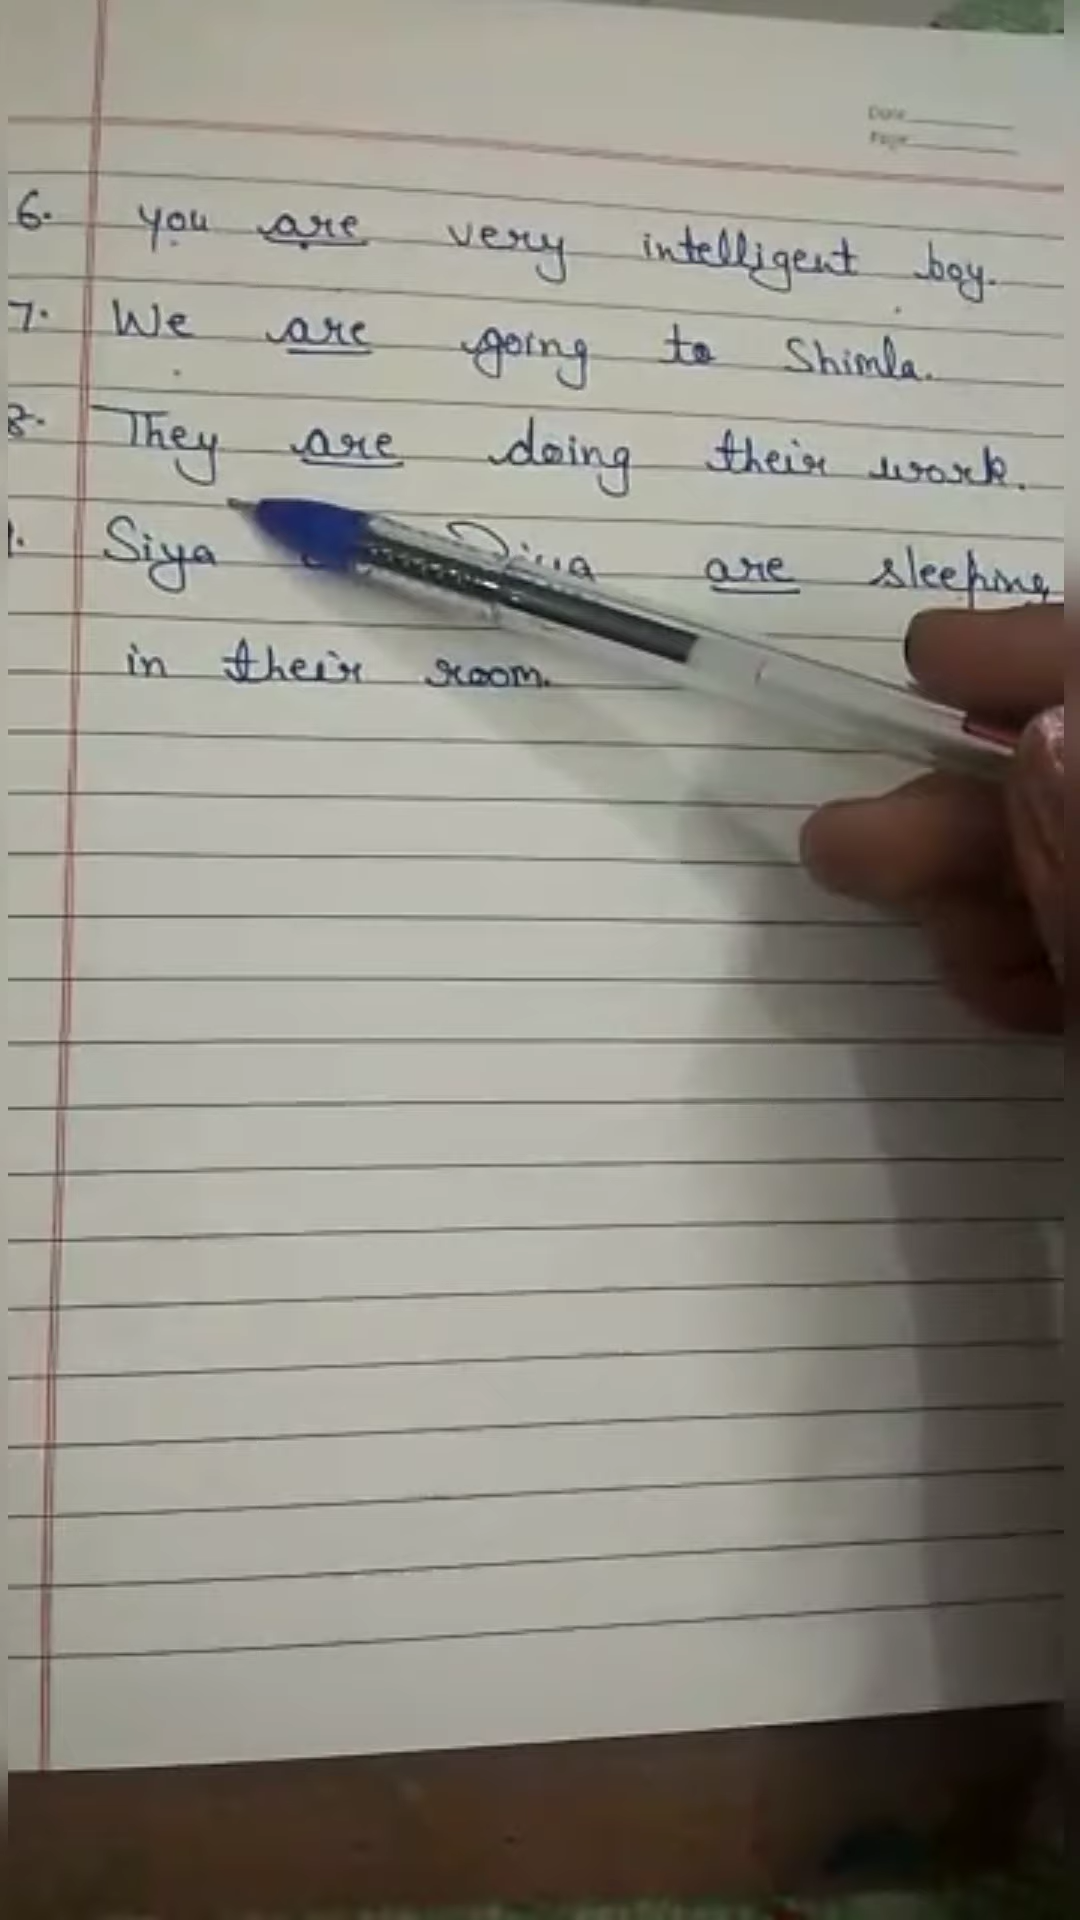 Date
Page
6. you are very intelligent boy.
7. We are going to Shimla.
8. They are doing their work.
Siya are sleeping
in their room.